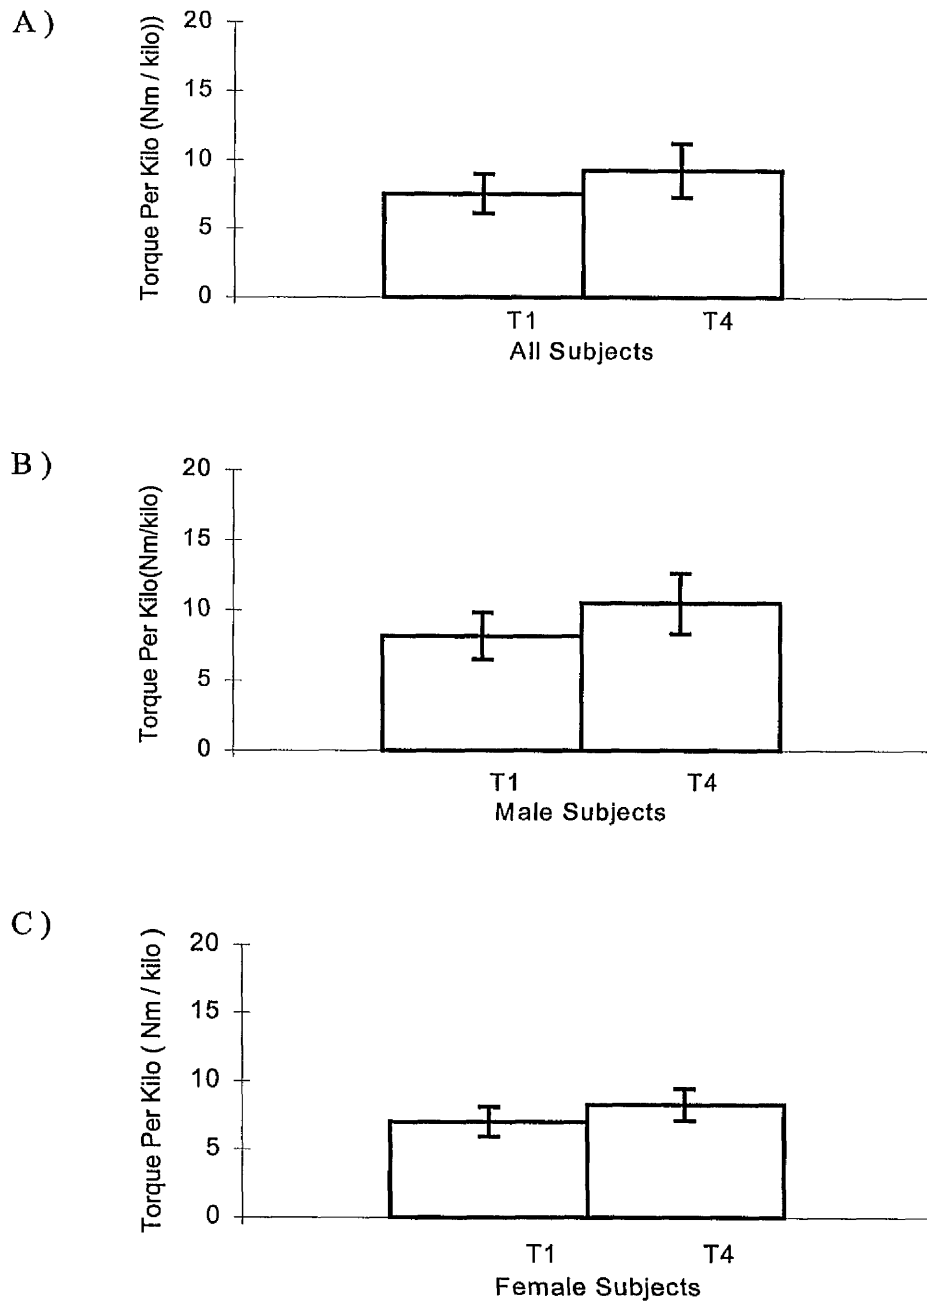 A )
Torque Per Kilo (Nm / kilo))
20
15
10
5
0
T1 T4
All Subjects
B )
Torque Per Kilo(Nm/kilo)
20
15
10
5
0
T1 T4
Male Subjects
C )
Torque Per Kilo ( Nm / kilo )
20
15
10
5
0
T1 T4
Female Subjects